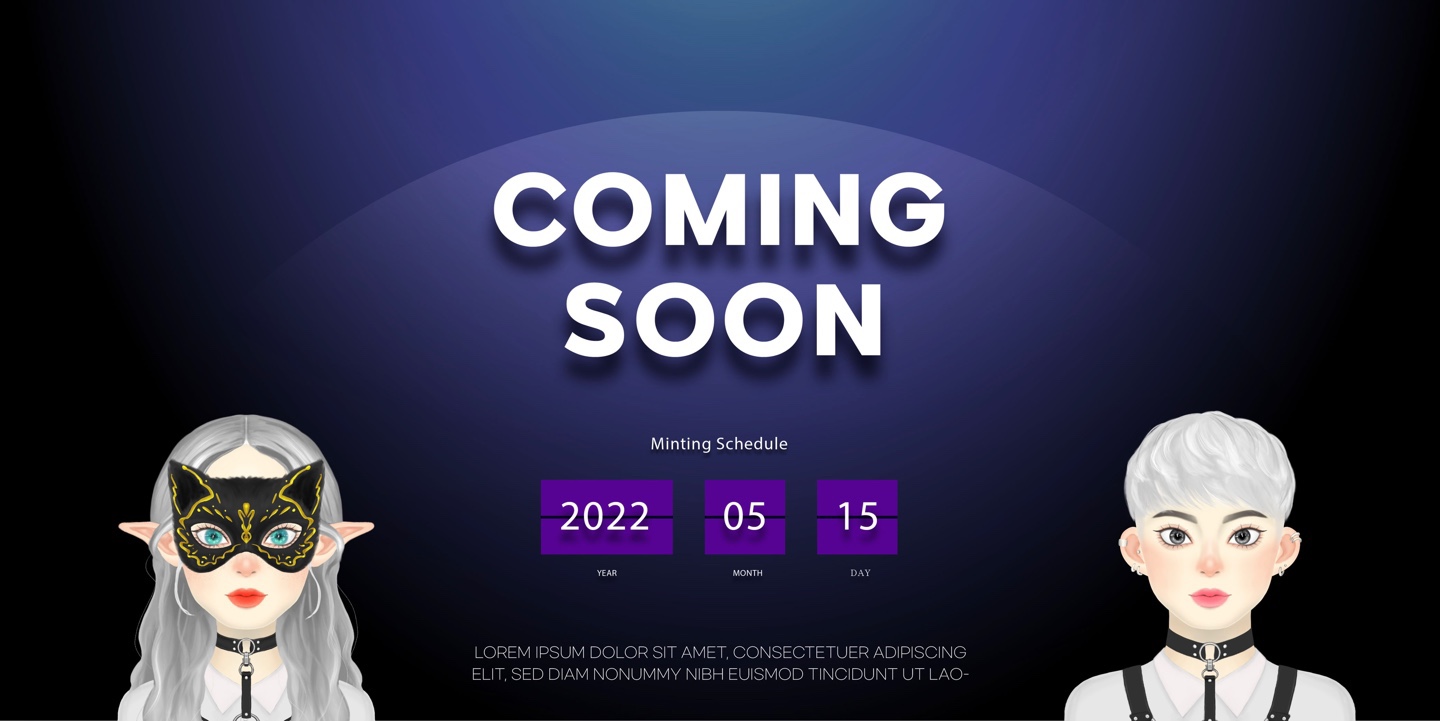 COMING
SOON
Minting Schedule
2022 05 15
YEAR MONTH DAY
LOREM IPSUM DOLOR SIT AMET, CONSECTETUER ADIPISCING
ELIT, SED DIAM NONUMMY NIBH EUISMOD TINCIDUNT UT LAO-